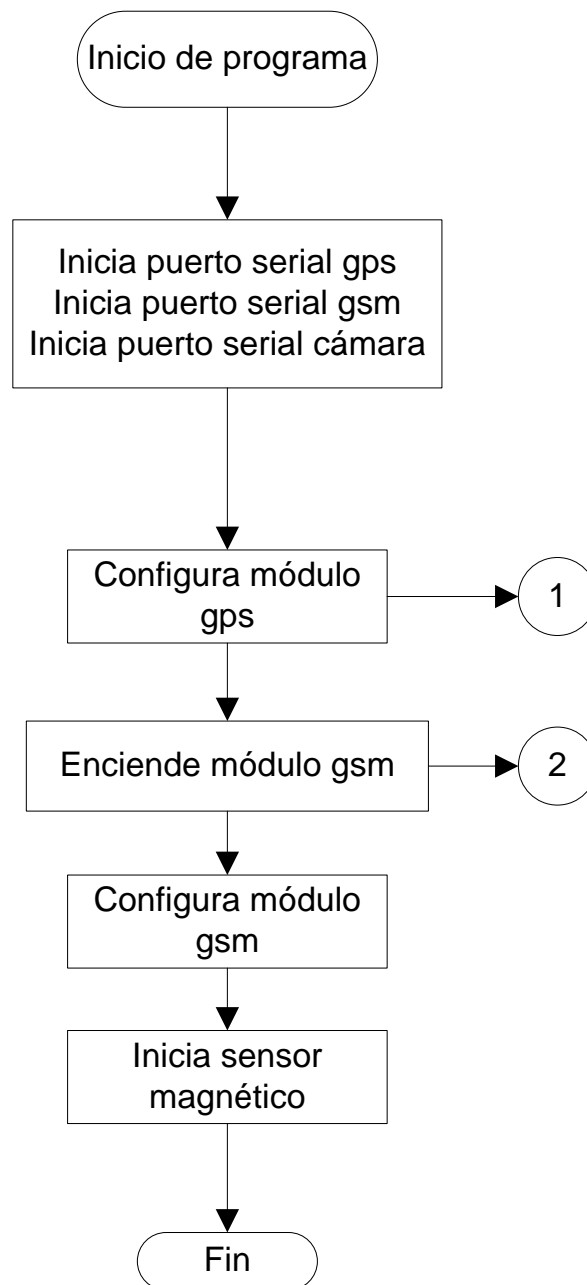 Inicio de programa
Inicia puerto serial gps
Inicia puerto serial gsm
Inicia puerto serial cámara
Configura módulo
gps
1
Enciende módulo gsm
2
Configura módulo
gsm
Inicia sensor
magnético
Fin